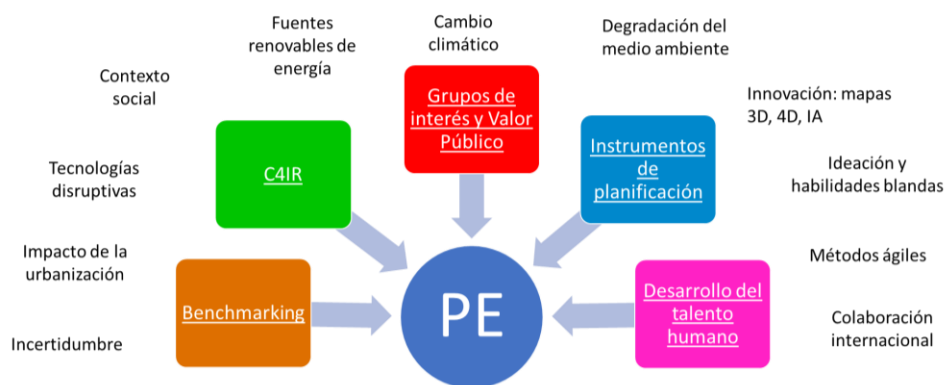 Fuentes
renovables de
energía
Cambio
climático
Degradación del
medio ambiente
Contexto
social
Grupos de
interés y Valor
Público
Innovación: mapas
3D, 4D, IA
Tecnologías
disruptivas
C4IR
Instrumentos
de
planificación
Ideación y
habilidades blandas
Impacto de la
urbanización
Métodos ágiles
Benchmarking
PE
Desarrollo del
talento
humano
Incertidumbre
Colaboración
internacional